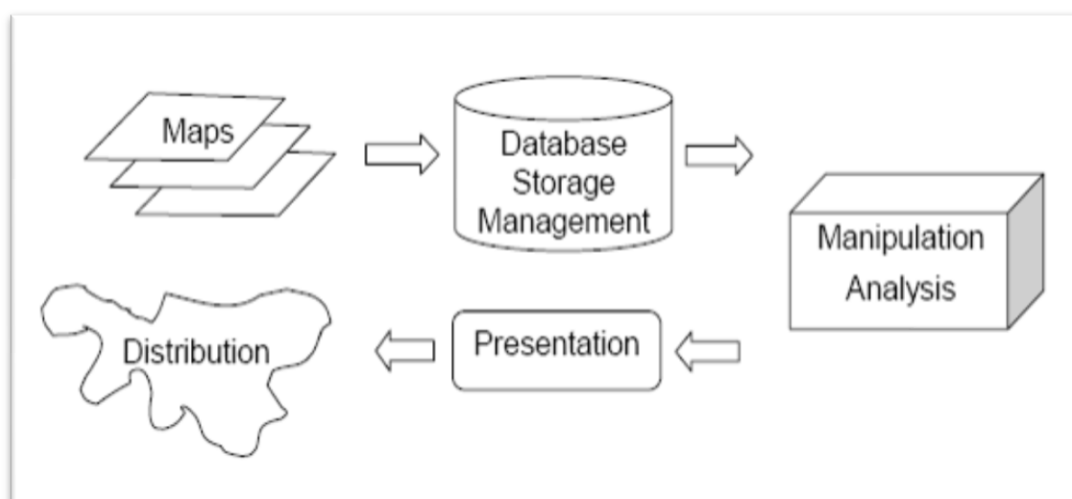 Maps
Database
Storage
Management
Manipulation
Analysis
Presentation
Distribution